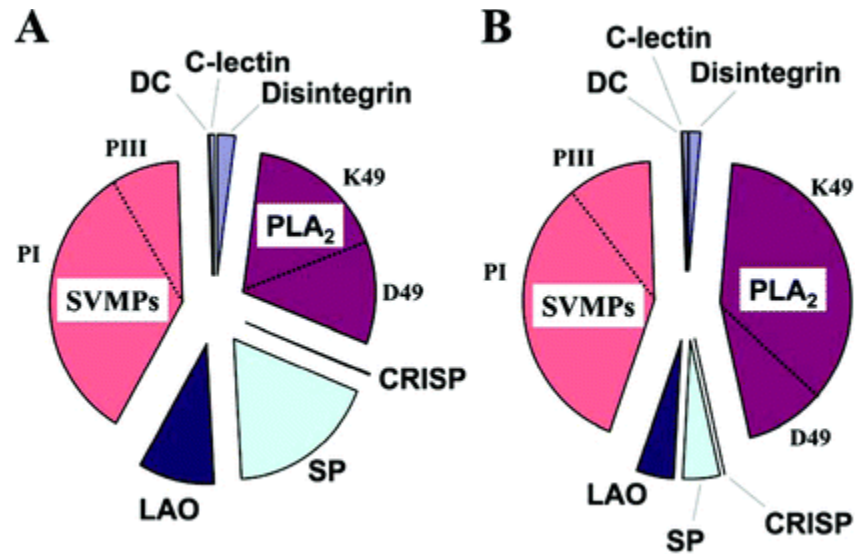 A
C-lectin
DC
Disintegrin
PIII
K49
PI
PLA₂
SVMPs
D49
CRISP
SP
LAO
B
C-lectin
Disintegrin
DC
PIII
K49
PI
PLA₂
SVMPs
D49
LAO
CRISP
SP